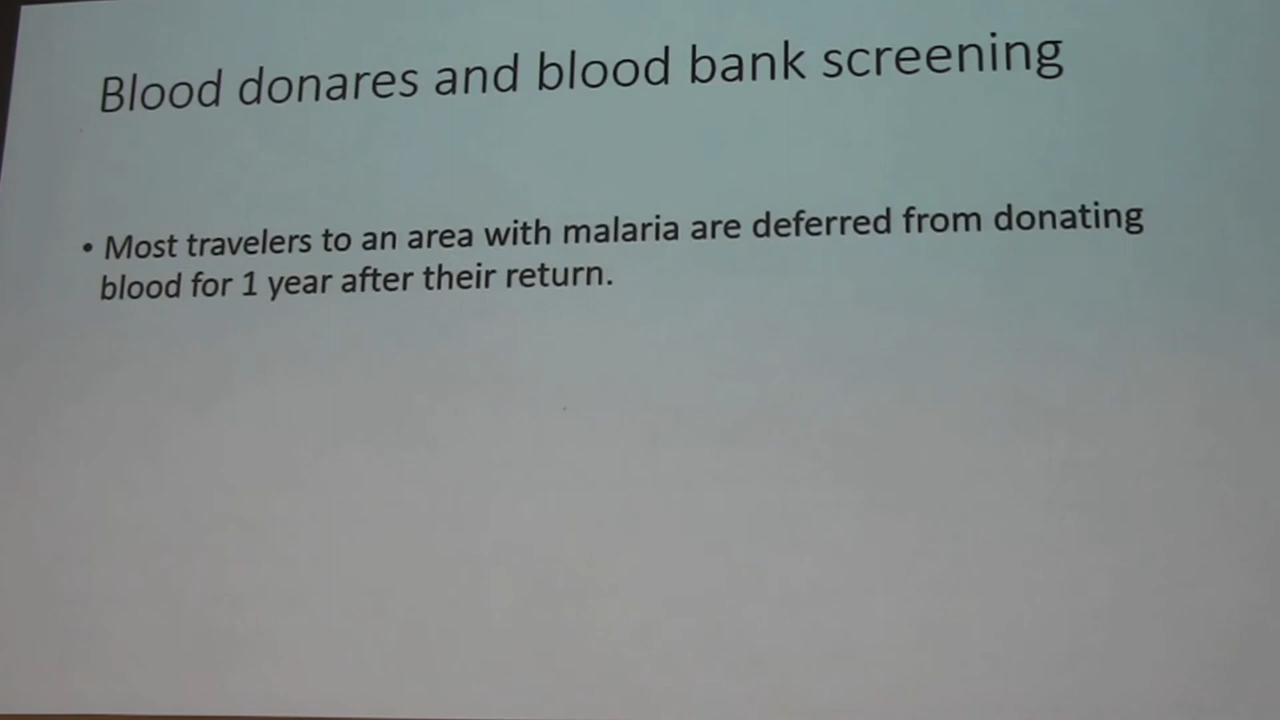 Blood donares and blood bank screening
• Most travelers to an area with malaria are deferred from donating
blood for 1 year after their return.